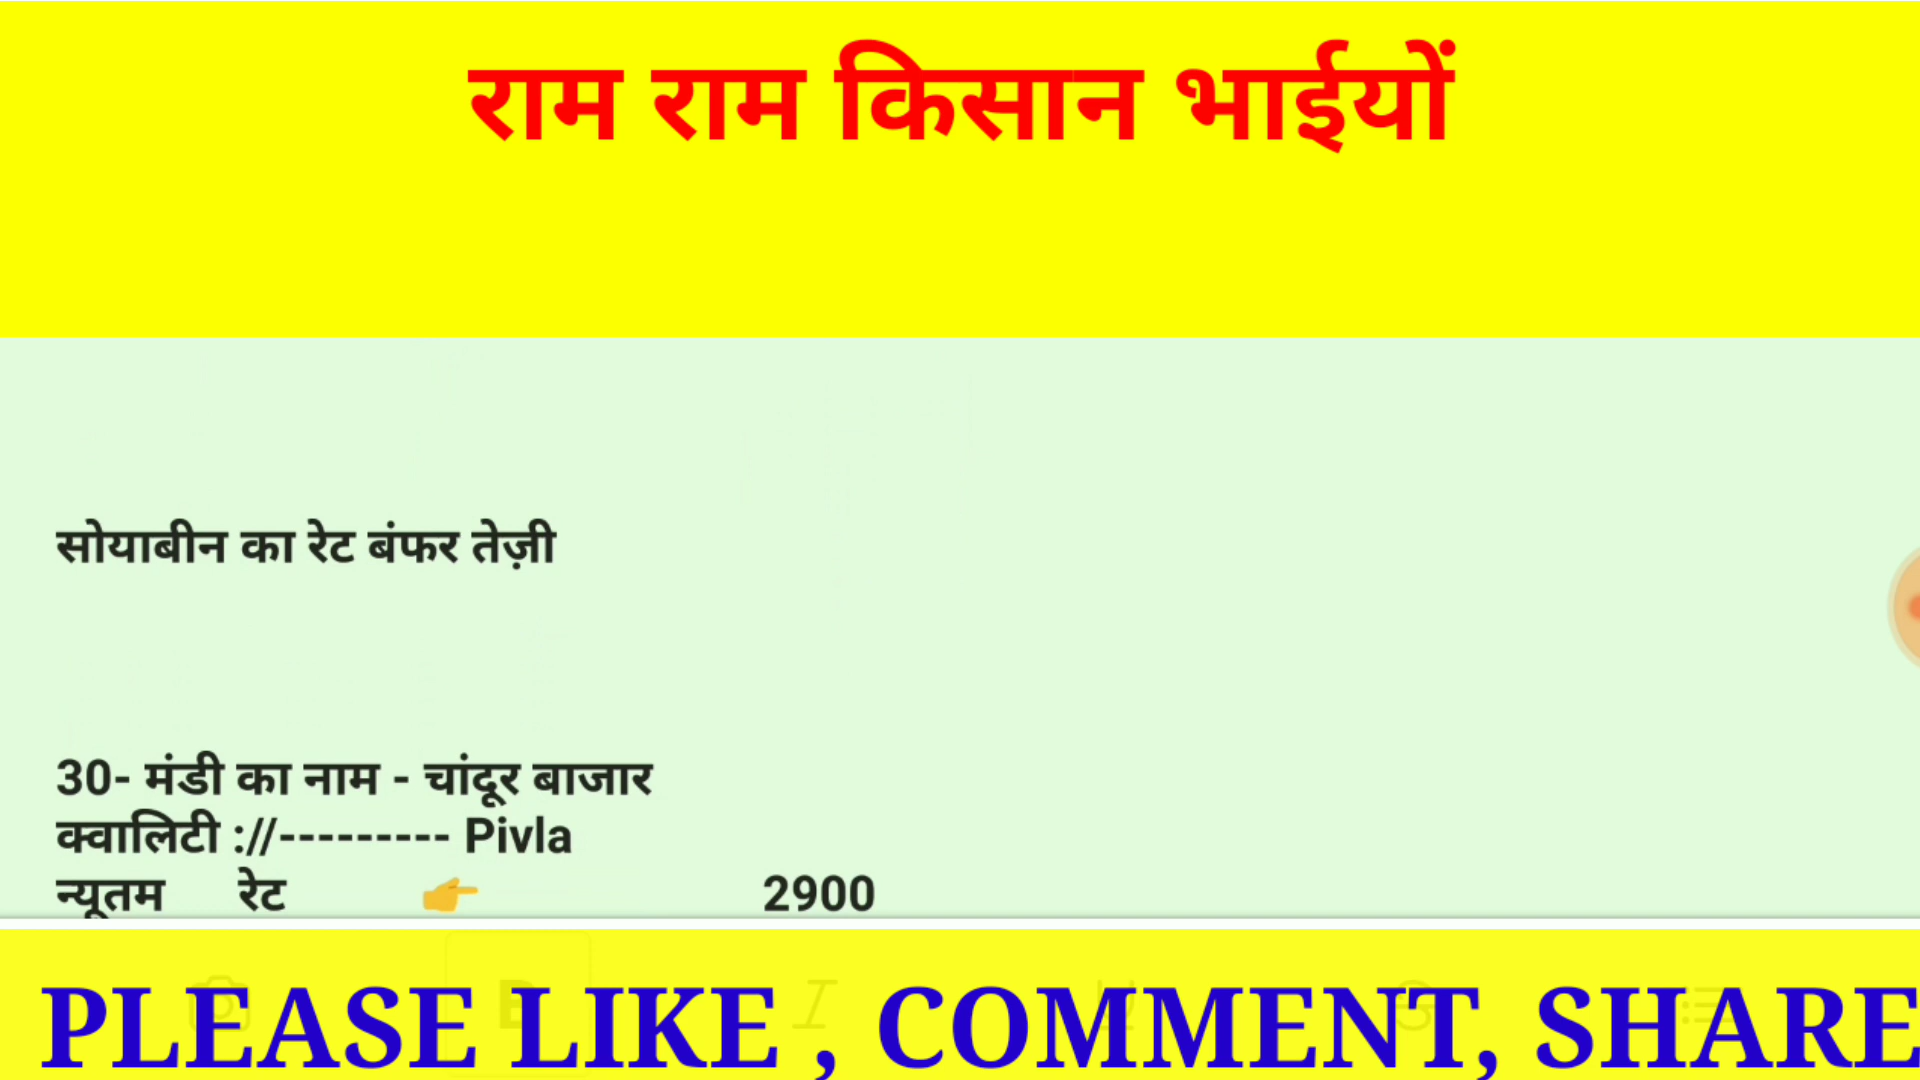 राम राम किसान भाईयों
सोयाबीन का रेट बंफर तेज़ी
30- मंडी का नाम - चांदूर बाजार
क्वालिटी ://--------- Pivla
न्यूतम रेट 👉 2900
PLEASE LIKE , COMMENT, SHARE